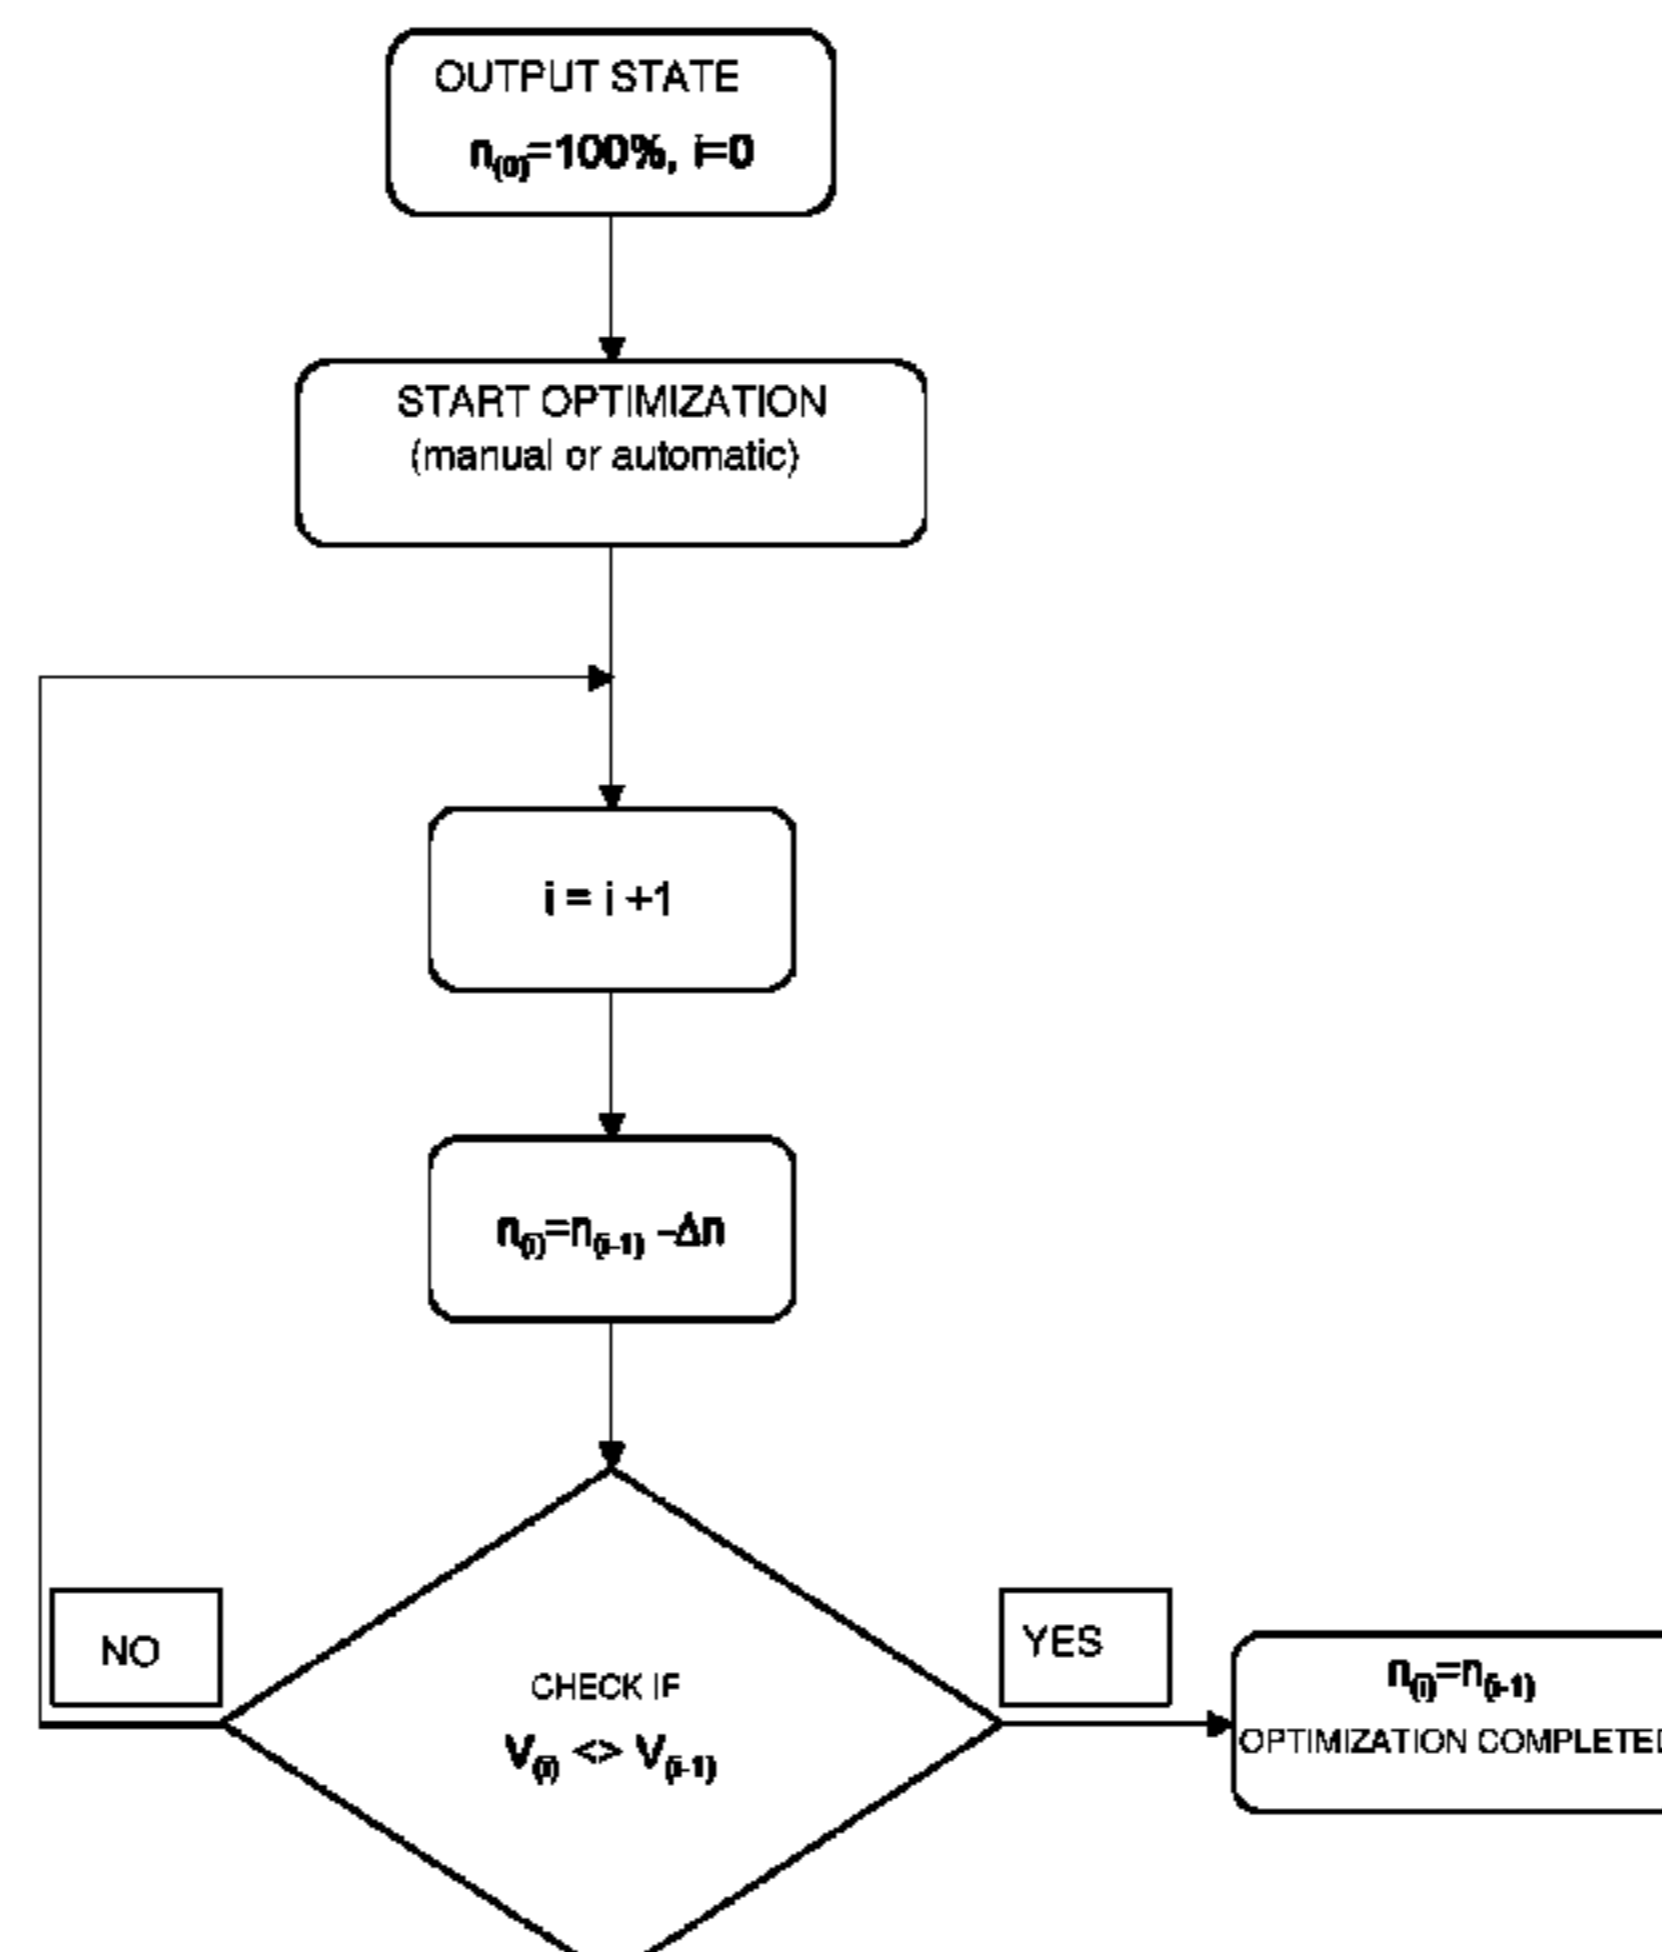 OUTPUT STATE
n(0)=100%, i=0
START OPTIMIZATION
(manual or automatic)
i = i +1
n(i)=n(i-1) -Δn
NO
YES
CHECK IF
V(i) <> V(i-1)
n(i)=n(i-1)
OPTIMIZATION COMPLETED